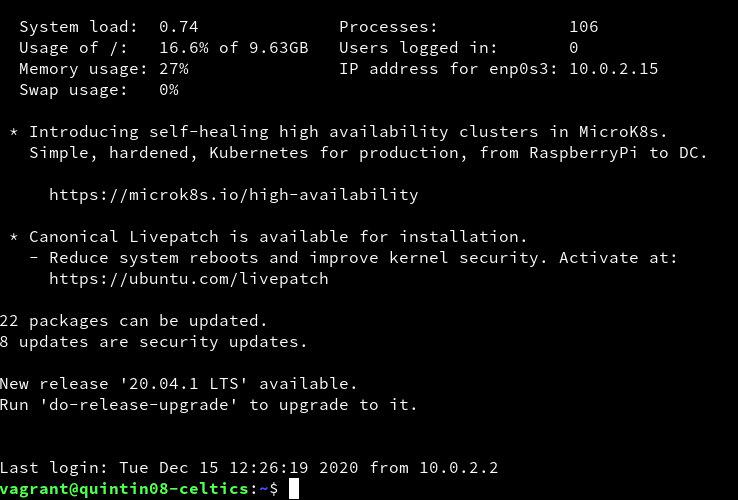 System load:  0.74              Processes:             106
Usage of /:   16.6% of 9.63GB   Users logged in:       0
Memory usage: 27%               IP address for enp0s3: 10.0.2.15
Swap usage:   0%
* Introducing self-healing high availability clusters in MicroK8s.
Simple, hardened, Kubernetes for production, from RaspberryPi to DC.
https://microk8s.io/high-availability
* Canonical Livepatch is available for installation.
- Reduce system reboots and improve kernel security. Activate at:
https://ubuntu.com/livepatch
22 packages can be updated.
8 updates are security updates.
New release '20.04.1 LTS' available.
Run 'do-release-upgrade' to upgrade to it.
Last login: Tue Dec 15 12:26:19 2020 from 10.0.2.2
vagrant@quintin08-celtics:~$